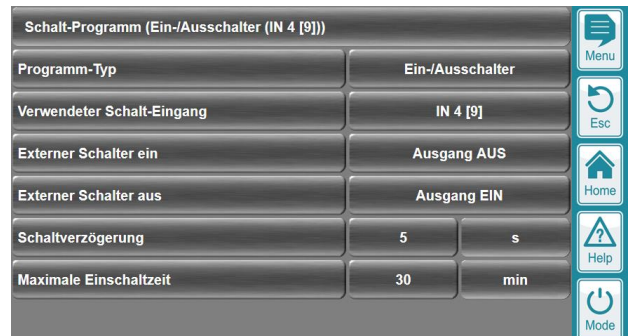 Schalt-Programm (Ein-/Ausschalter (IN 4 [9]))
Programm-Typ Ein-/Ausschalter
Verwendeter Schalt-Eingang IN 4 [9]
Externer Schalter ein Ausgang AUS
Externer Schalter aus Ausgang EIN
Schaltverzögerung 5 s
Maximale Einschaltzeit 30 min
Menu
Esc
Home
?
Help
Mode